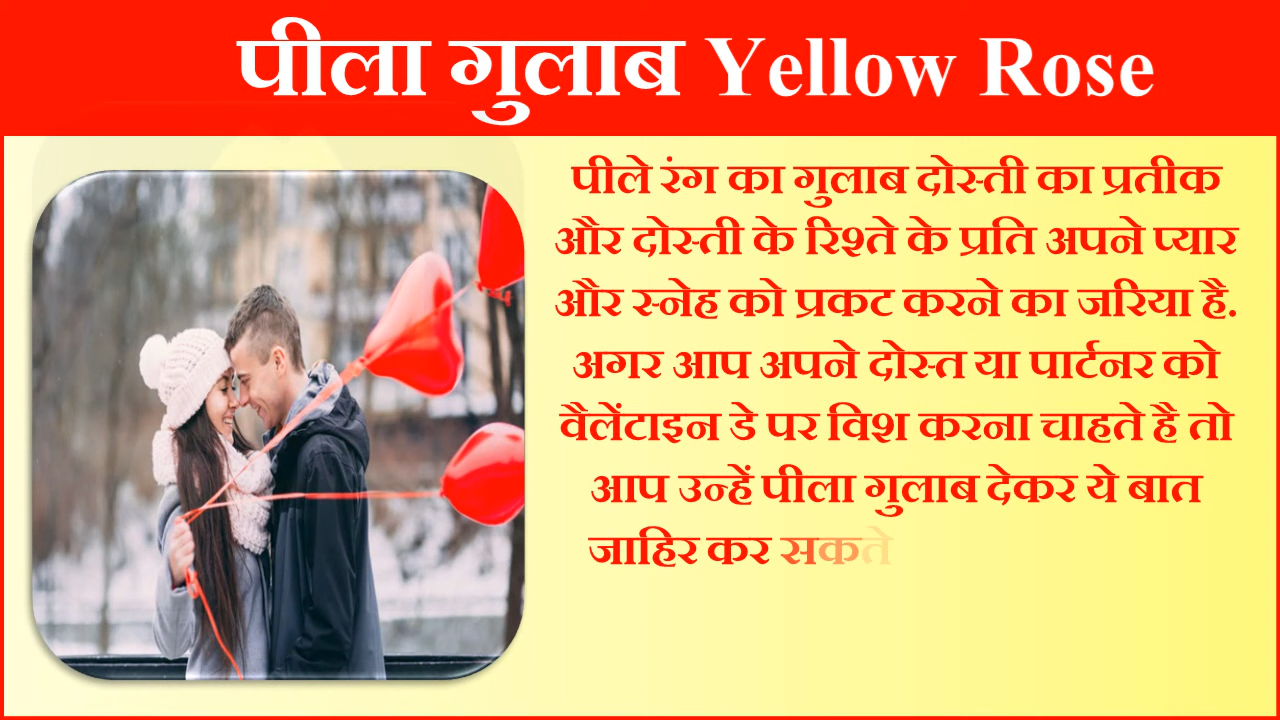 पीला गुलाब Yellow Rose
पीले रंग का गुलाब दोस्ती का प्रतीक
और दोस्ती के रिश्ते के प्रति अपने प्यार
और स्नेह को प्रकट करने का जरिया है.
अगर आप अपने दोस्त या पार्टनर को
वैलेंटाइन डे पर विश करना चाहते है तो
आप उन्हें पीला गुलाब देकर ये बात
जाहिर कर सकते